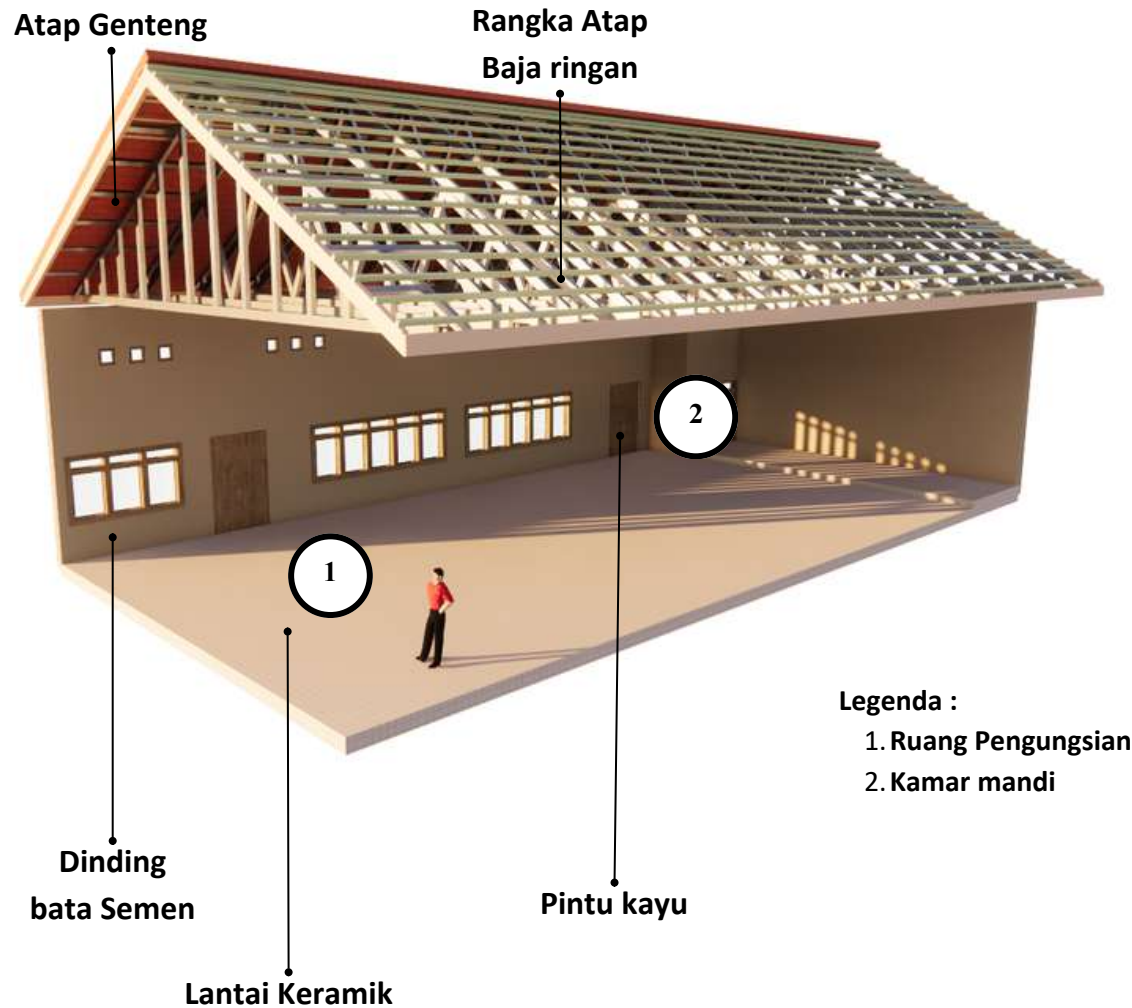 Atap Genteng
Rangka Atap
Baja ringan
2
1
Legenda :
1. Ruang Pengungsian
2. Kamar mandi
Dinding
bata Semen
Pintu kayu
Lantai Keramik